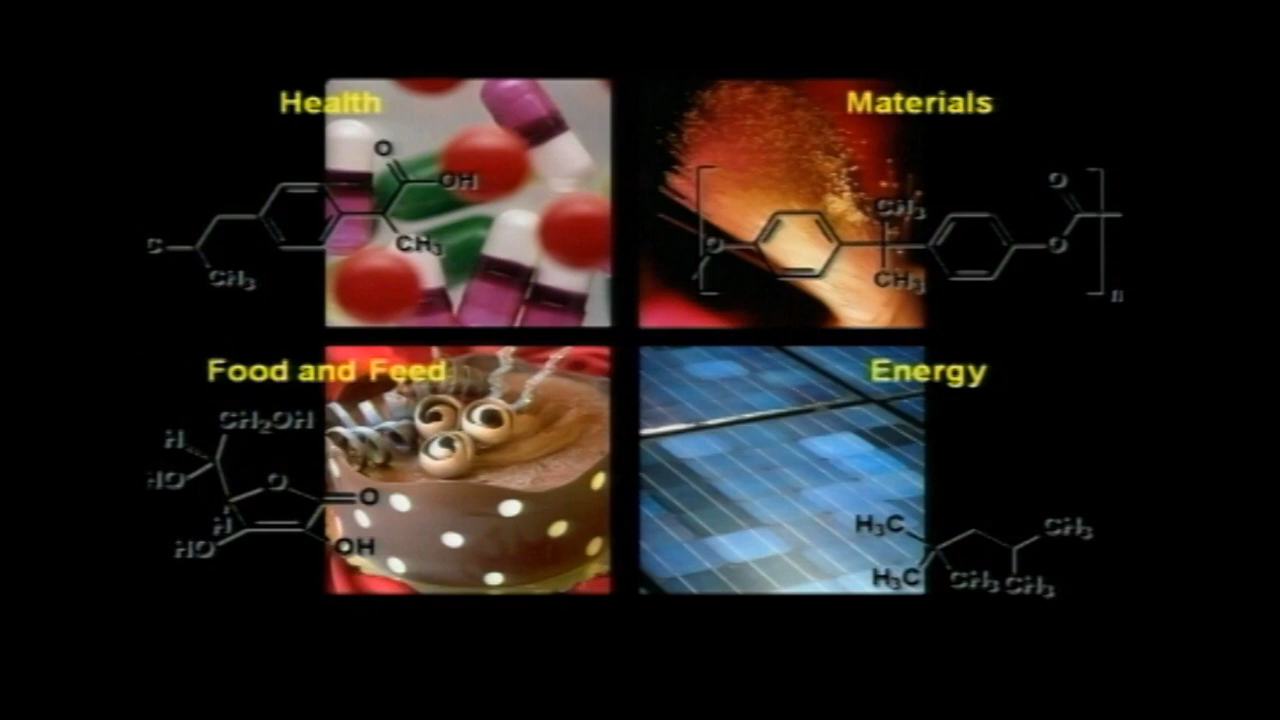 Health
Materials
O
OH
C
CH3
CH3
O
CH3
O
O
CH3
n
Food and Feed
Energy
CH2OH
H
HO
O
O
H
HO
OH
H3C
CH3
H3C
CH3
CH3